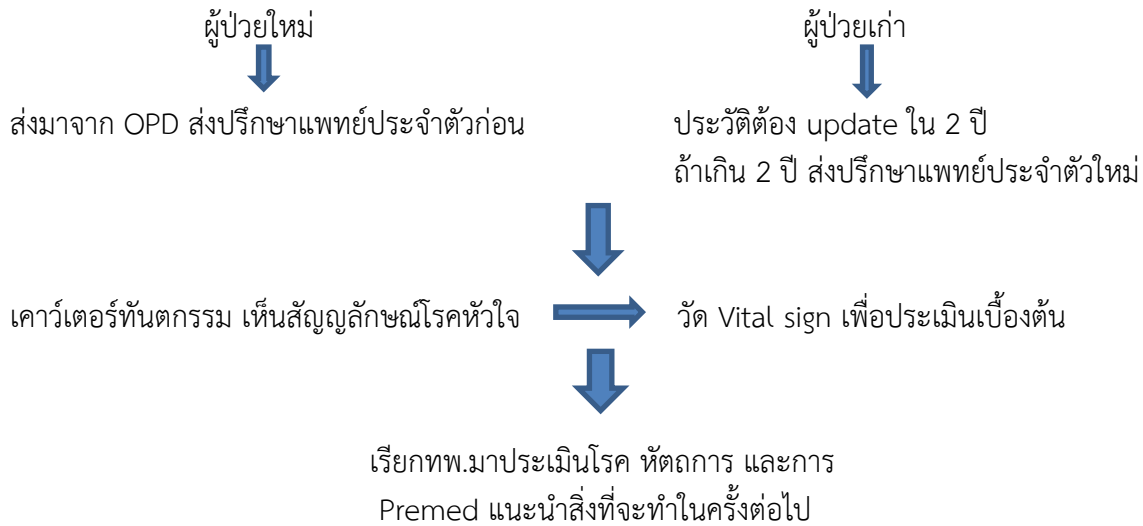 ผู้ป่วยใหม่
ผู้ป่วยเก่า
ส่งมาจาก OPD ส่งปรึกษาแพทย์ประจำตัวก่อน
ประวัติต้อง update ใน 2 ปี
ถ้าเกิน 2 ปี ส่งปรึกษาแพทย์ประจำตัวใหม่
เคาว์เตอร์ทันตกรรม เห็นสัญญลักษณ์โรคหัวใจ
วัด Vital sign เพื่อประเมินเบื้องต้น
เรียกทพ.มาประเมินโรค หัตถการ และการ
Premed แนะนำสิ่งที่จะทำในครั้งต่อไป